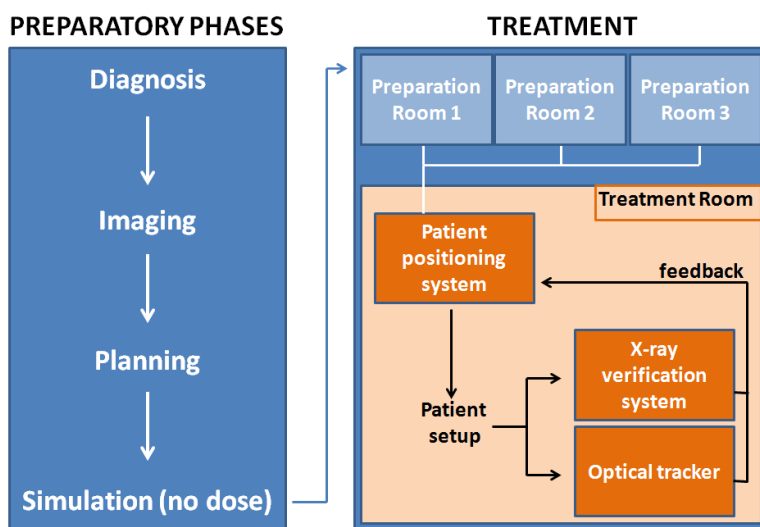 PREPARATORY PHASES
Diagnosis
Imaging
Planning
Simulation (no dose)
TREATMENT
Preparation
Room 1
Preparation
Room 2
Preparation
Room 3
Treatment Room
Patient
positioning
system
feedback
Patient
setup
X-ray
verification
system
Optical tracker